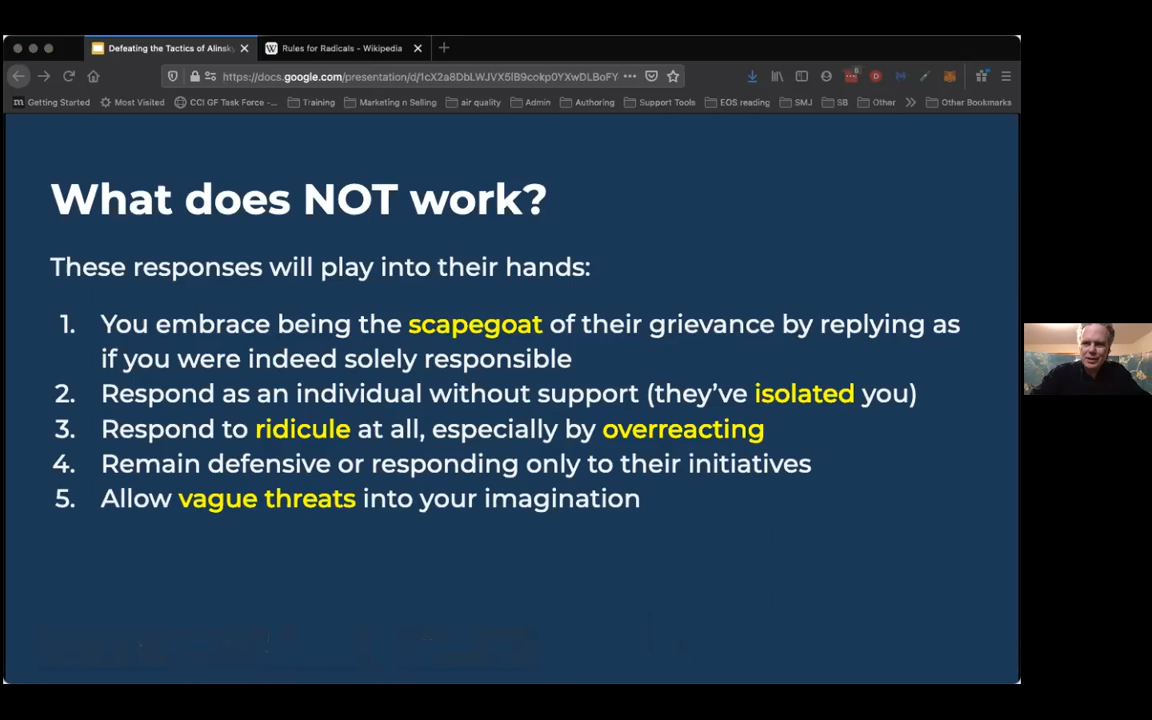 Defeating the Tactics of Alinsky
Rules for Radicals - Wikipedia
https://docs.google.com/presentation/d/1cX2a8DbLWJVX5lB9cokp0YXwDLBoFY
Getting Started Most Visited CCI GF Task Force -... Training Marketing n Selling air quality Admin Authoring Support Tools EOS reading SMJ SB Other Other Bookmarks
What does NOT work?
These responses will play into their hands:
1. You embrace being the scapegoat of their grievance by replying as
if you were indeed solely responsible
2. Respond as an individual without support (they’ve isolated you)
3. Respond to ridicule at all, especially by overreacting
4. Remain defensive or responding only to their initiatives
5. Allow vague threats into your imagination